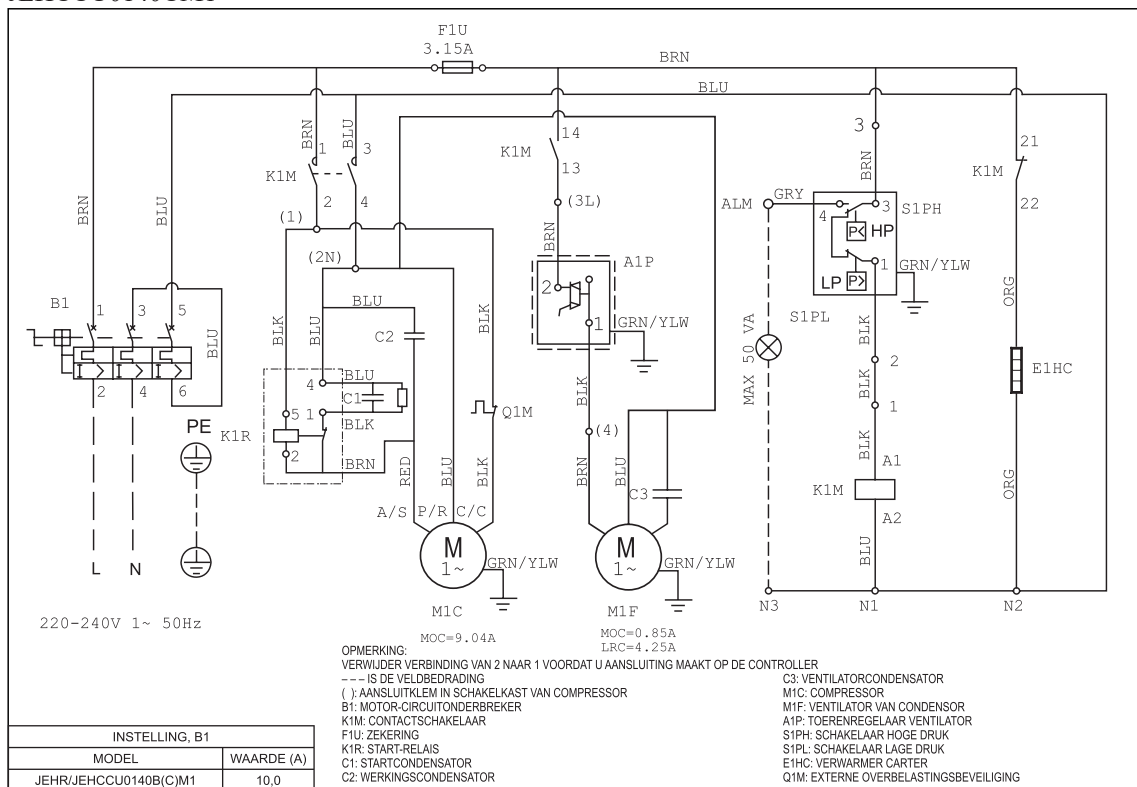 F1U
3.15A
BRN
BLU
BRN
BLU
1
3
K1M
2
4
(1)
(2N)
14
K1M
13
(3L)
BRN
A1P
2
1
GRN/YLW
3
BRN
ALM
GRY
4
3
S1PH
P<
HP
LP
P>
1
GRN/YLW
S1PL
21
K1M
22
ORG
E1HC
ORG
BRN
BLU
B1
1
3
5
BLU
2
4
6
PE
L
N
220-240V 1~ 50Hz
BLK
BLU
BLU
C2
BLK
4
BLU
C1
5
1
BLK
K1R
2
BRN
Q1M
RED
BLU
BLK
A/S
P/R
C/C
M
1~
GRN/YLW
M1C
MOC=9.04A
BLK
(4)
BRN
BLU
C3
M
1~
GRN/YLW
M1F
MOC=0.85A
LRC=4.25A
MAX 50 VA
BLK
2
BLK
1
BLK
A1
K1M
A2
BLU
N3
N1
N2
OPMERKING:
VERWIJDER VERBINDING VAN 2 NAAR 1 VOORDAT U AANSLUITING MAAKT OP DE CONTROLLER
--- IS DE VELDBEDRADING
( ): AANSLUITKLEM IN SCHAKELKAST VAN COMPRESSOR
B1: MOTOR-CIRCUITONDERBREKER
K1M: CONTACTSCHAKELAAR
F1U: ZEKERING
K1R: START-RELAIS
C1: STARTCONDENSATOR
C2: WERKINGSCONDENSATOR
C3: VENTILATORCONDENSATOR
M1C: COMPRESSOR
M1F: VENTILATOR VAN CONDENSOR
A1P: TOERENREGELAAR VENTILATOR
S1PH: SCHAKELAAR HOGE DRUK
S1PL: SCHAKELAAR LAGE DRUK
E1HC: VERWARMER CARTER
Q1M: EXTERNE OVERBELASTINGSBEVEILIGING
INSTELLING, B1
MODEL WAARDE (A)
JEHR/JEHCCU0140B(C)M1 10,0